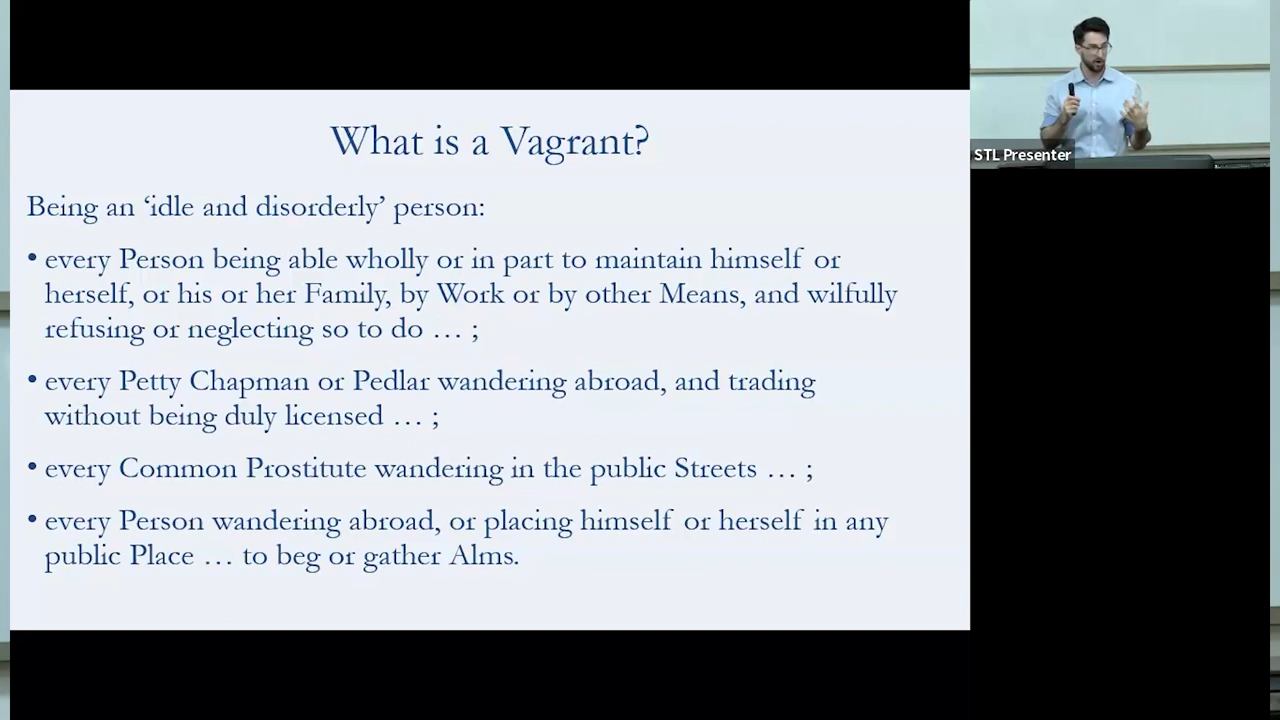 What is a Vagrant?
Being an ‘idle and disorderly’ person:
• every Person being able wholly or in part to maintain himself or
herself, or his or her Family, by Work or by other Means, and wilfully
refusing or neglecting so to do … ;
• every Petty Chapman or Pedlar wandering abroad, and trading
without being duly licensed … ;
• every Common Prostitute wandering in the public Streets … ;
• every Person wandering abroad, or placing himself or herself in any
public Place … to beg or gather Alms.
STL Presenter